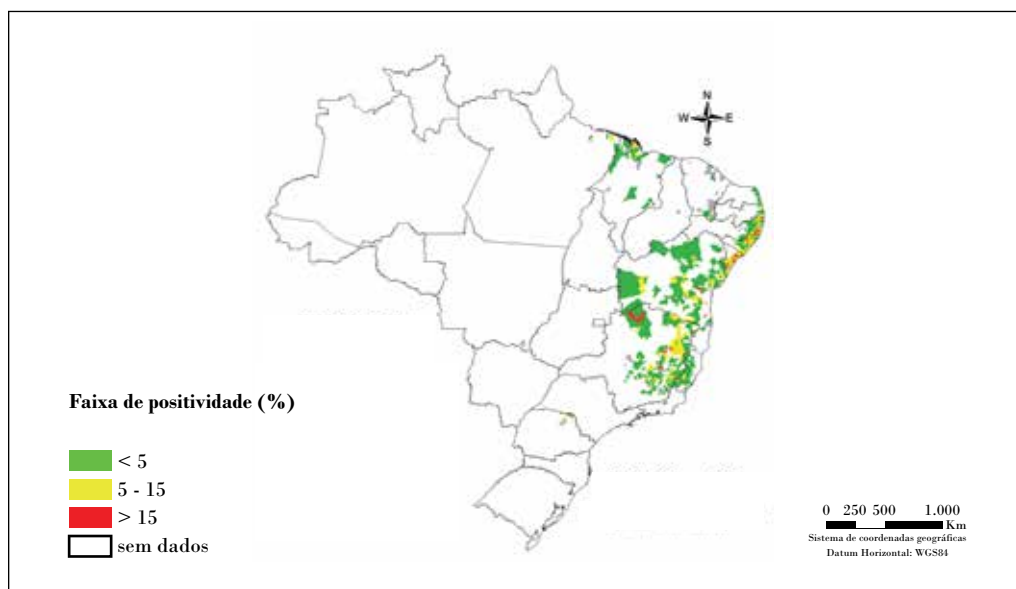 N
W E
S
Faixa de positividade (%)
< 5
5 - 15
> 15
sem dados
0 250 500 1.000
Km
Sistema de coordenadas geográficas
Datum Horizontal: WGS84